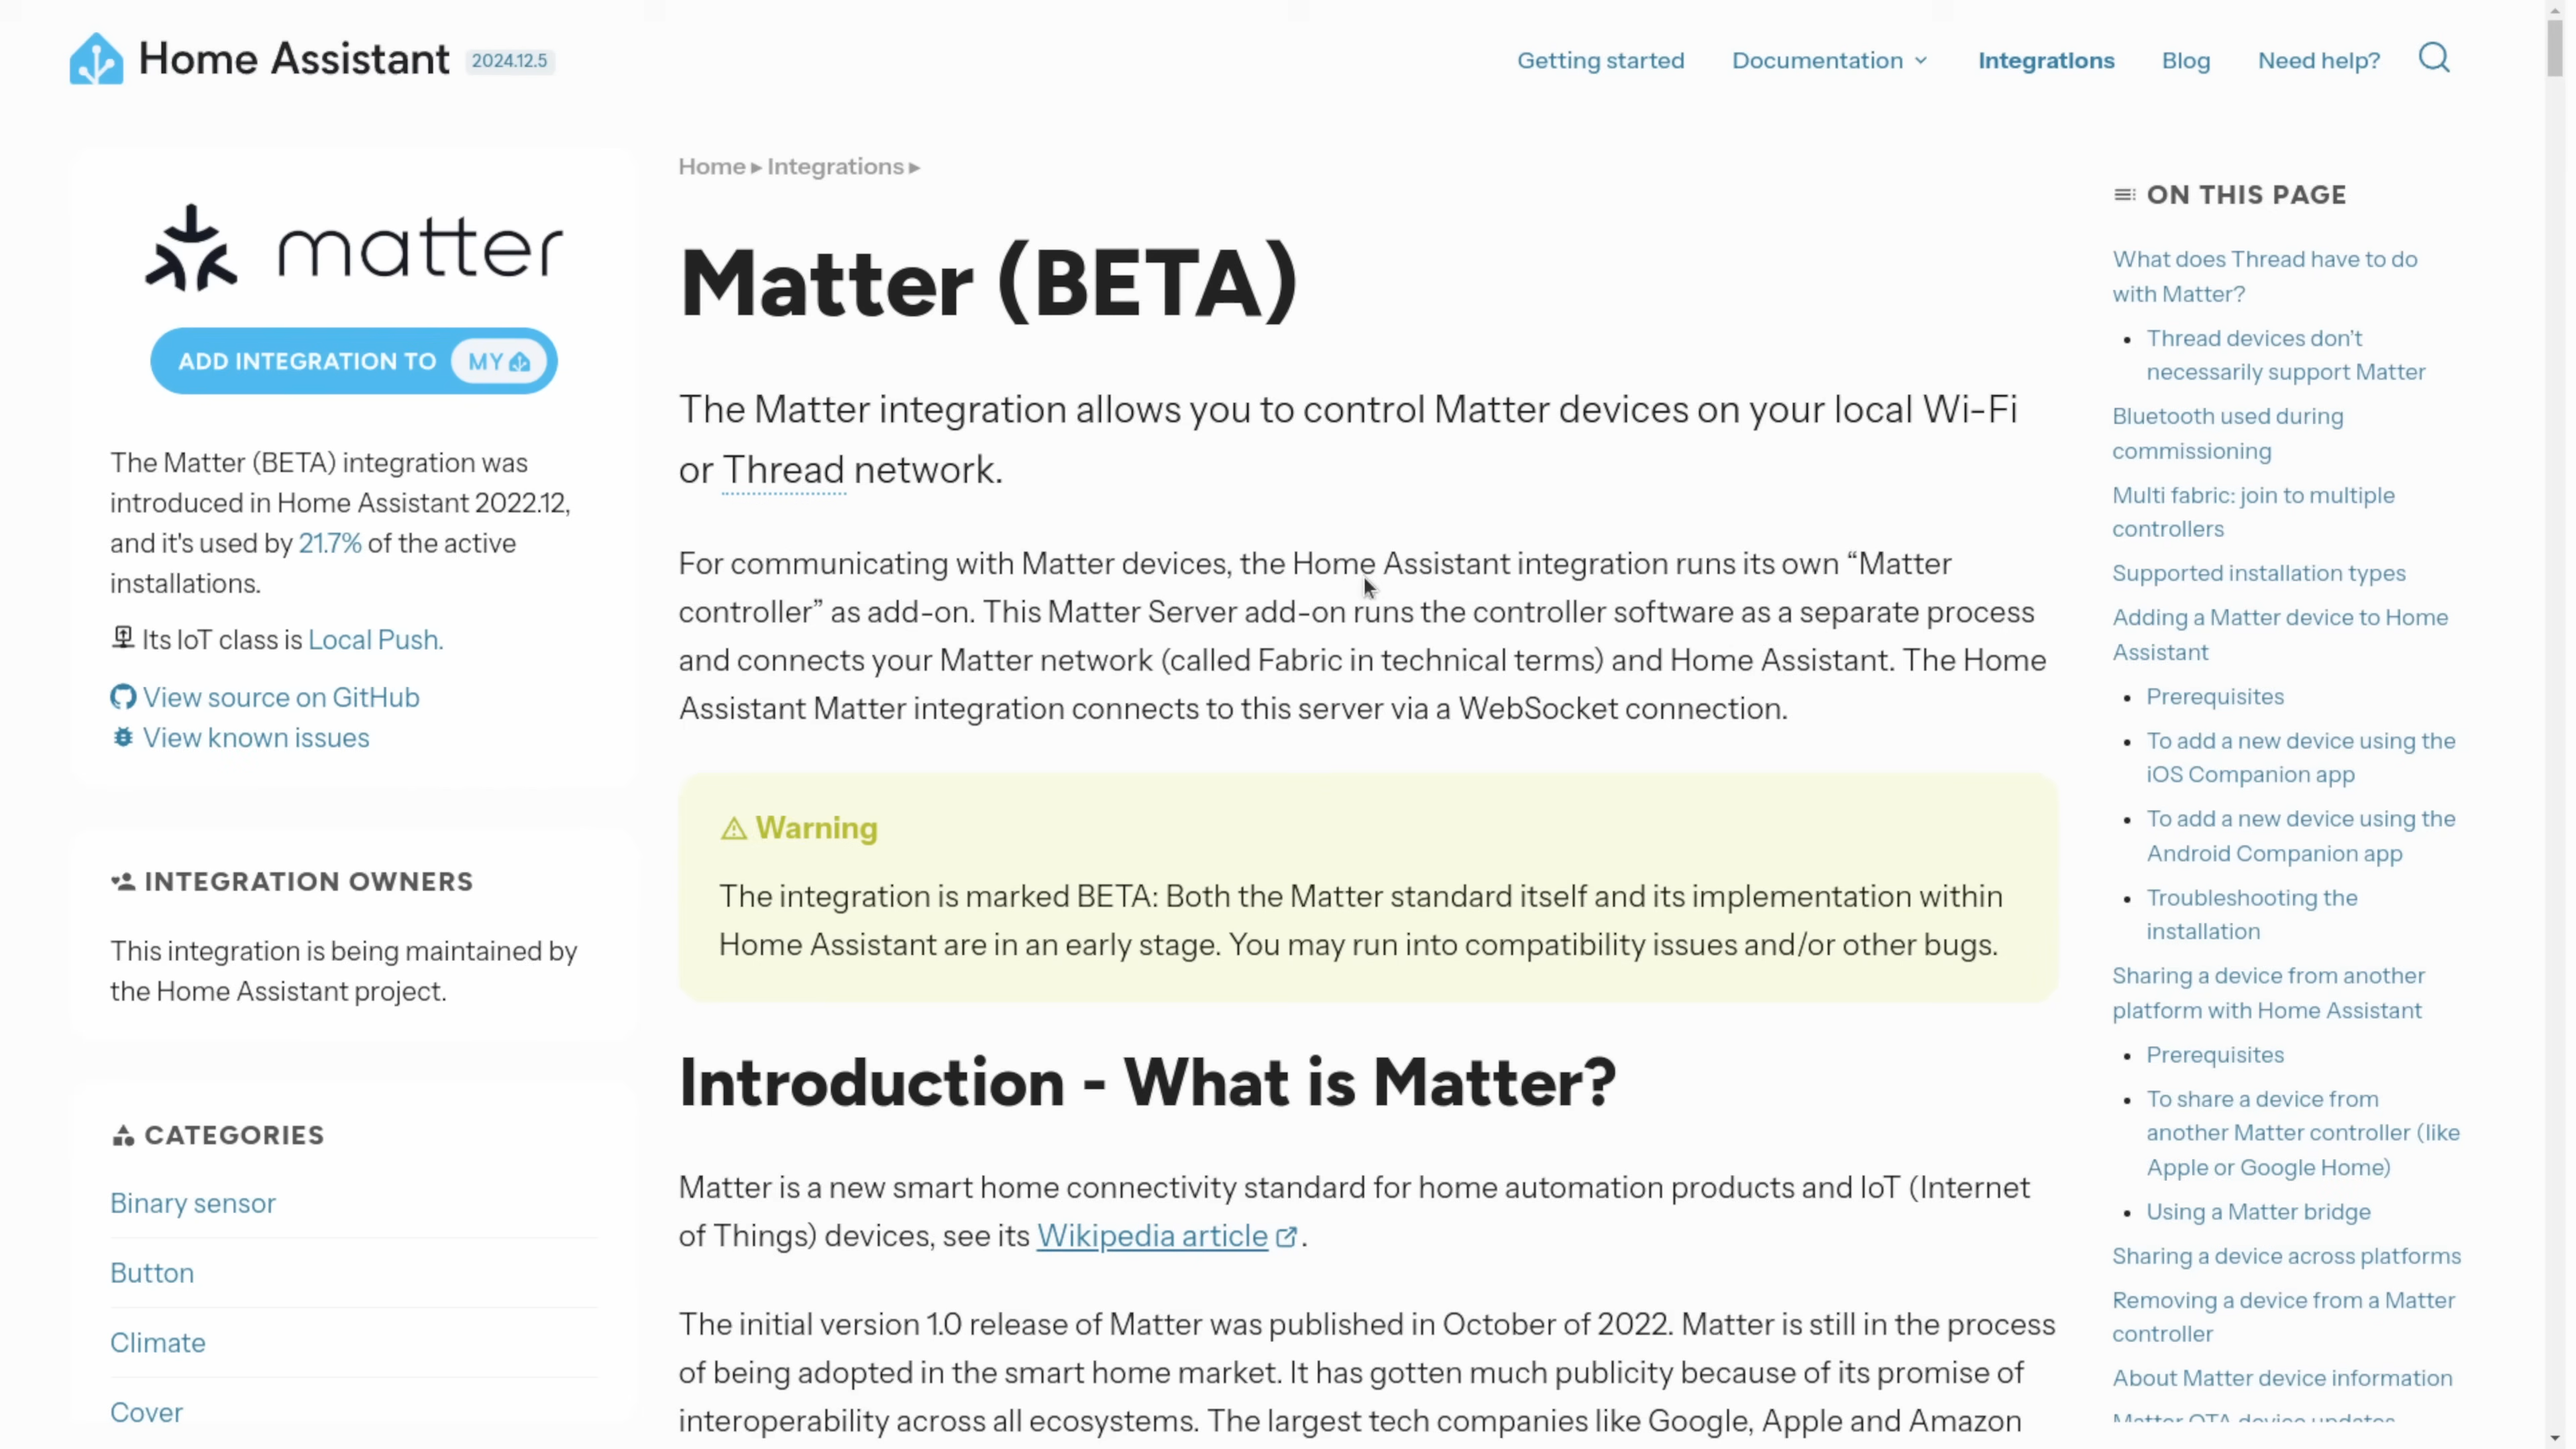 Home Assistant 2024.12.5
Getting started Documentation Integrations Blog Need help?
matter
ADD INTEGRATION TO MY
The Matter (BETA) integration was
introduced in Home Assistant 2022.12,
and it's used by 21.7% of the active
installations.
Its IoT class is Local Push.
View source on GitHub
View known issues
INTEGRATION OWNERS
This integration is being maintained by
the Home Assistant project.
CATEGORIES
Binary sensor
Button
Climate
Cover
Home ▸ Integrations ▸
Matter (BETA)
The Matter integration allows you to control Matter devices on your local Wi-Fi
or Thread network.
For communicating with Matter devices, the Home Assistant integration runs its own “Matter
controller” as add-on. This Matter Server add-on runs the controller software as a separate process
and connects your Matter network (called Fabric in technical terms) and Home Assistant. The Home
Assistant Matter integration connects to this server via a WebSocket connection.
Warning
The integration is marked BETA: Both the Matter standard itself and its implementation within
Home Assistant are in an early stage. You may run into compatibility issues and/or other bugs.
Introduction - What is Matter?
Matter is a new smart home connectivity standard for home automation products and IoT (Internet
of Things) devices, see its Wikipedia article.
The initial version 1.0 release of Matter was published in October of 2022. Matter is still in the process
of being adopted in the smart home market. It has gotten much publicity because of its promise of
interoperability across all ecosystems. The largest tech companies like Google, Apple and Amazon
ON THIS PAGE
What does Thread have to do
with Matter?
• Thread devices don’t
necessarily support Matter
Bluetooth used during
commissioning
Multi fabric: join to multiple
controllers
Supported installation types
Adding a Matter device to Home
Assistant
• Prerequisites
• To add a new device using the
iOS Companion app
• To add a new device using the
Android Companion app
• Troubleshooting the
installation
Sharing a device from another
platform with Home Assistant
• Prerequisites
• To share a device from
another Matter controller (like
Apple or Google Home)
• Using a Matter bridge
Sharing a device across platforms
Removing a device from a Matter
controller
About Matter device information
Matter OTA device updates